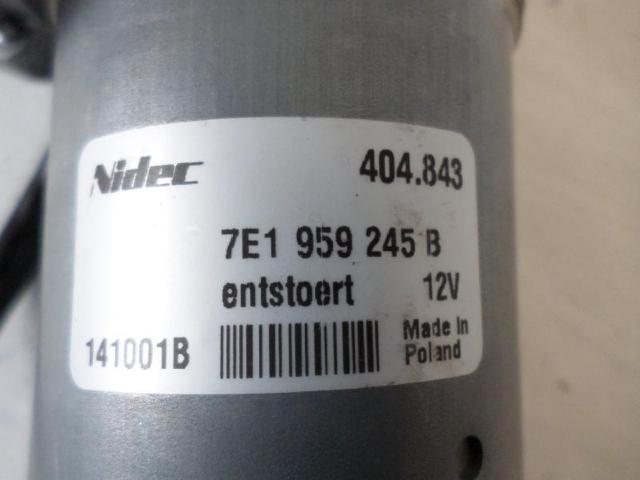 Nidec 404.843
7E1 959 245 B
entstoert 12V
141001B Made in
Poland